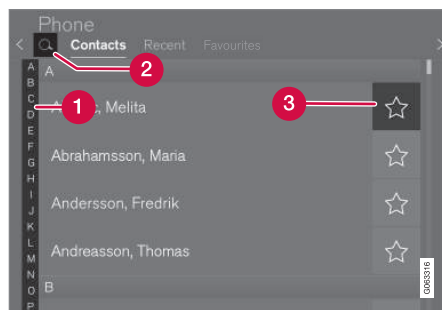 Phone
Contacts Recent Favourites
2
A
A
B
C
D
E
F
G
H
I
J
K
L
M
N
O
P
1
Melita
3
Abrahamsson, Maria
Andersson, Fredrik
Andreasson, Thomas
B
G063316